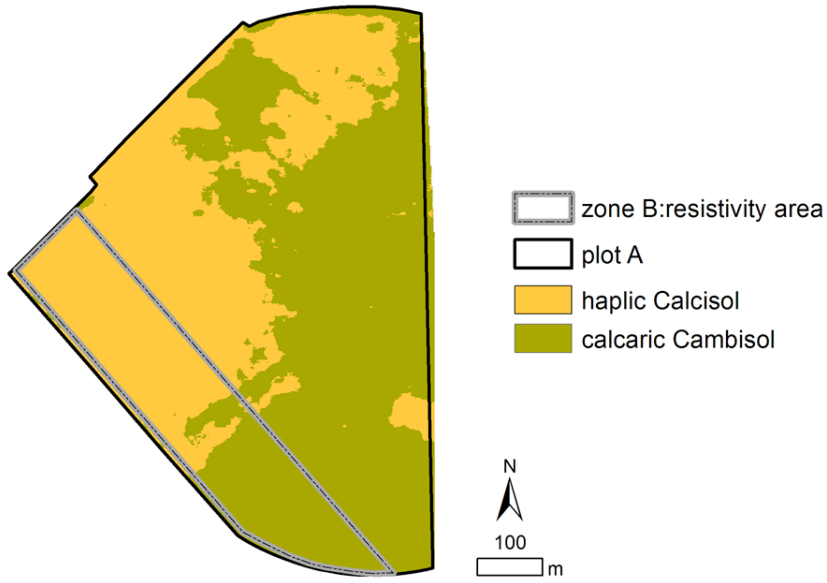 zone B:resistivity area
plot A
haplic Calcisol
calcaric Cambisol
N
100
m